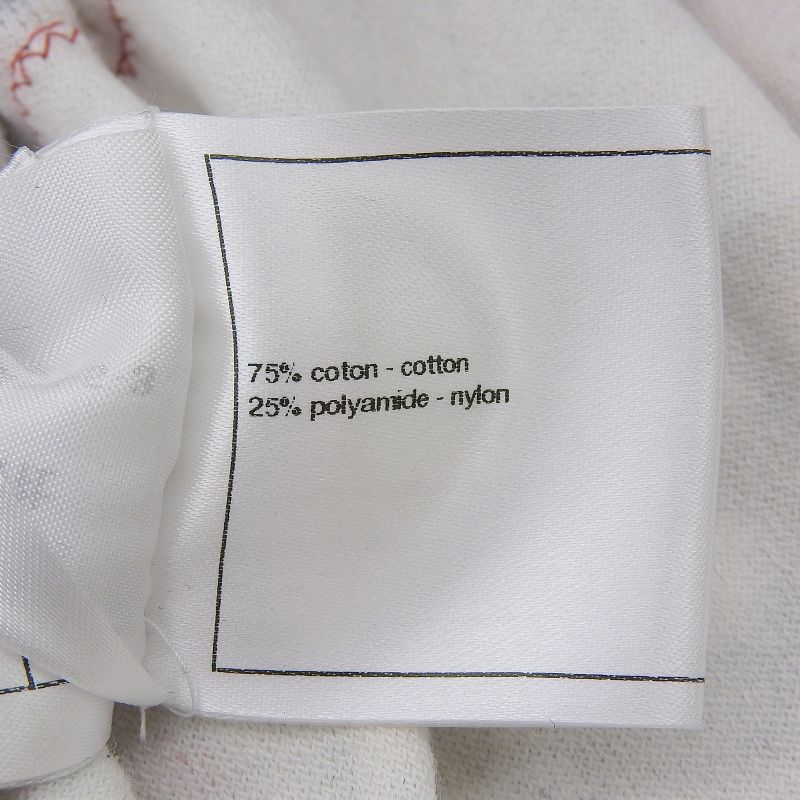 75% coton - cotton
25% polyamide - nylon